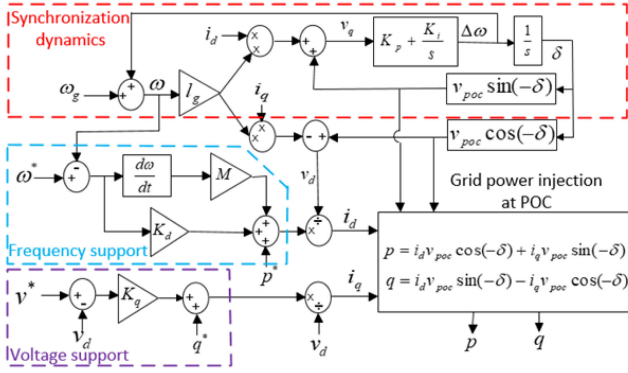 Synchronization
dynamics
i_d
x
x
+
+
v_q
K_p + K_i/s
Δω
1/s
δ
ω_g
+
+
ω
l_g
i_q
x
x
- +
v_poc sin(−δ)
v_poc cos(−δ)
v_d
ω*
+ -
dω/dt
M
K_d
+
+
+
p*
x ÷
i_d
Frequency support
Grid power injection
at POC
p = i_d v_poc cos(−δ) + i_q v_poc sin(−δ)
q = i_d v_poc sin(−δ) − i_q v_poc cos(−δ)
v*
+
-
v_d
K_q
+
+
q*
x
÷
v_d
i_q
Voltage support
p
q